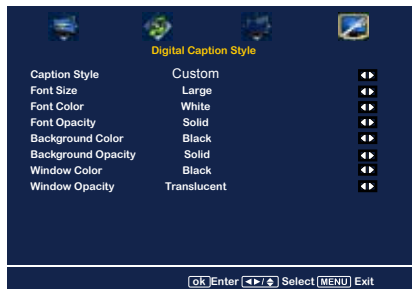 Digital Caption Style
Caption Style Custom
Font Size Large
Font Color White
Font Opacity Solid
Background Color Black
Background Opacity Solid
Window Color Black
Window Opacity Translucent
ok Enter ◄►/◆ Select MENU Exit